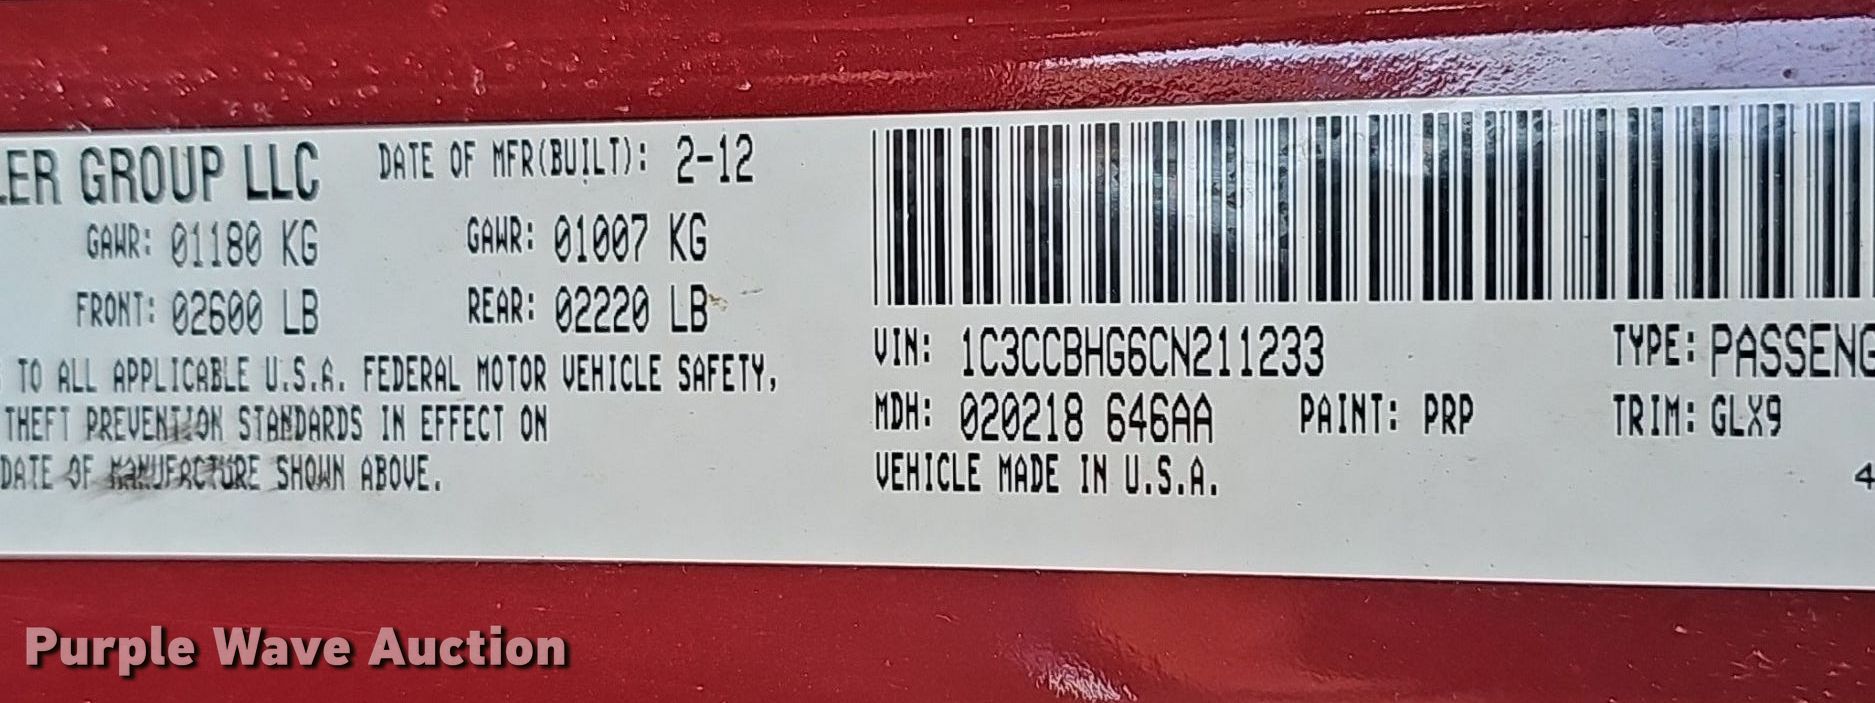 LER GROUP LLC DATE OF MFR(BUILT): 2-12
GAWR: 01180 KG GAWR: 01007 KG
FRONT: 02600 LB REAR: 02220 LB
TO ALL APPLICABLE U.S.A. FEDERAL MOTOR VEHICLE SAFETY,
THEFT PREVENTION STANDARDS IN EFFECT ON
DATE OF MANUFACTURE SHOWN ABOVE.
VIN: 1C3CCBHG6CN211233 TYPE: PASSENG
MDH: 020218 646AA PAINT: PRP TRIM: GLX9
VEHICLE MADE IN U.S.A.
4
Purple Wave Auction